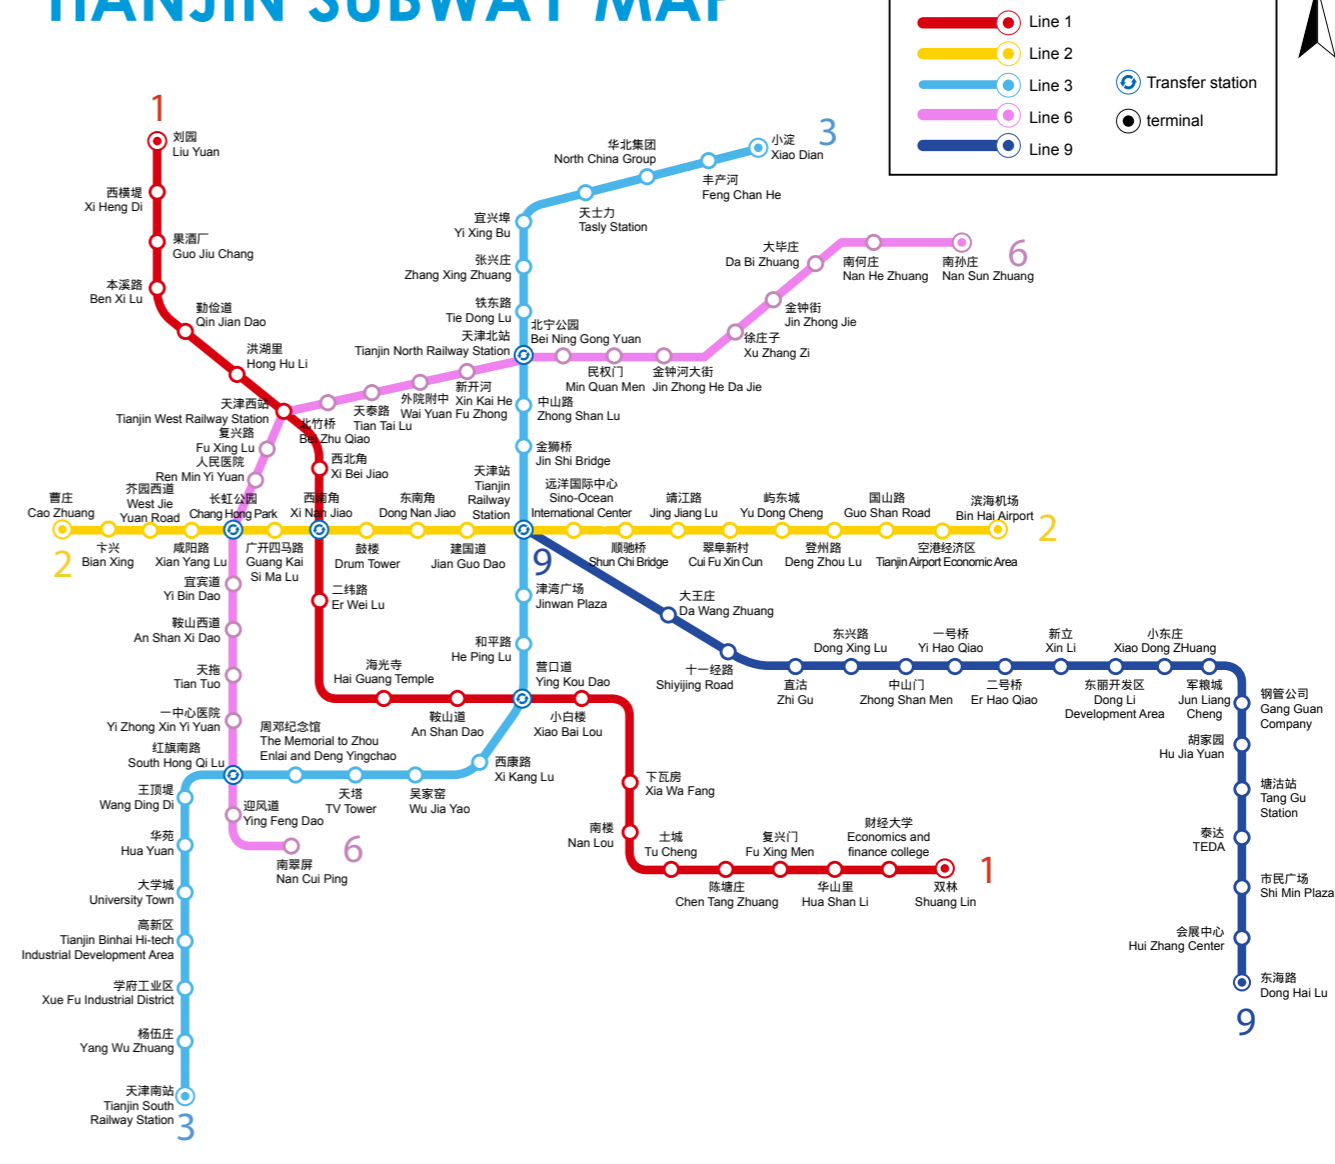 TIANJIN SUBWAY MAP
Line 1
Line 2
Line 3
Line 6
Line 9
Transfer station
terminal
1
刘园
Liu Yuan
西横堤
Xi Heng Di
果酒厂
Guo Jiu Chang
本溪路
Ben Xi Lu
勤俭道
Qin Jian Dao
洪湖里
Hong Hu Li
天津西站
Tianjin West Railway Station
西北角
Xi Bei Jiao
西南角
Xi Nan Jiao
二纬路
Er Wei Lu
海光寺
Hai Guang Temple
鞍山道
An Shan Dao
营口道
Ying Kou Dao
小白楼
Xiao Bai Lou
下瓦房
Xia Wa Fang
南楼
Nan Lou
土城
Tu Cheng
陈塘庄
Chen Tang Zhuang
复兴门
Fu Xing Men
华山里
Hua Shan Li
财经大学
Economics and
finance college
双林
Shuang Lin
1
3
小淀
Xiao Dian
丰产河
Feng Chan He
华北集团
North China Group
天士力
Tasly Station
宜兴埠
Yi Xing Bu
张兴庄
Zhang Xing Zhuang
铁东路
Tie Dong Lu
天津北站
Tianjin North Railway Station
中山路
Zhong Shan Lu
金狮桥
Jin Shi Bridge
天津站
Tianjin
Railway
Station
津湾广场
Jinwan Plaza
和平路
He Ping Lu
西康路
Xi Kang Lu
吴家窑
Wu Jia Yao
天塔
TV Tower
周邓纪念馆
The Memorial to Zhou
Enlai and Deng Yingchao
红旗南路
South Hong Qi Lu
王顶堤
Wang Ding Di
华苑
Hua Yuan
大学城
University Town
高新区
Tianjin Binhai Hi-tech
Industrial Development Area
学府工业区
Xue Fu Industrial District
杨伍庄
Yang Wu Zhuang
天津南站
Tianjin South
Railway Station
3
6
南孙庄
Nan Sun Zhuang
南何庄
Nan He Zhuang
大毕庄
Da Bi Zhuang
金钟街
Jin Zhong Jie
徐庄子
Xu Zhang Zi
金钟河大街
Jin Zhong He Da Jie
民权门
Min Quan Men
北宁公园
Bei Ning Gong Yuan
新开河
Xin Kai He
外院附中
Wai Yuan Fu Zhong
天泰路
Tian Tai Lu
北竹桥
Bei Zhu Qiao
复兴路
Fu Xing Lu
人民医院
Ren Min Yi Yuan
长虹公园
Chang Hong Park
宜宾道
Yi Bin Dao
鞍山西道
An Shan Xi Dao
天拖
Tian Tuo
一中心医院
Yi Zhong Xin Yi Yuan
迎风道
Ying Feng Dao
南翠屏
Nan Cui Ping
6
2
曹庄
Cao Zhuang
卞兴
Bian Xing
芥园西道
West Jie
Yuan Road
咸阳路
Xian Yang Lu
广开四马路
Guang Kai
Si Ma Lu
鼓楼
Drum Tower
东南角
Dong Nan Jiao
建国道
Jian Guo Dao
远洋国际中心
Sino-Ocean
International Center
顺驰桥
Shun Chi Bridge
靖江路
Jing Jiang Lu
翠阜新村
Cui Fu Xin Cun
屿东城
Yu Dong Cheng
登州路
Deng Zhou Lu
国山路
Guo Shan Road
空港经济区
Tianjin Airport Economic Area
滨海机场
Bin Hai Airport
2
9
大王庄
Da Wang Zhuang
十一经路
Shiyijing Road
直沽
Zhi Gu
东兴路
Dong Xing Lu
中山门
Zhong Shan Men
一号桥
Yi Hao Qiao
二号桥
Er Hao Qiao
新立
Xin Li
东丽开发区
Dong Li
Development Area
小东庄
Xiao Dong ZHuang
军粮城
Jun Liang
Cheng
钢管公司
Gang Guan
Company
胡家园
Hu Jia Yuan
塘沽站
Tang Gu
Station
泰达
TEDA
市民广场
Shi Min Plaza
会展中心
Hui Zhang Center
东海路
Dong Hai Lu
9